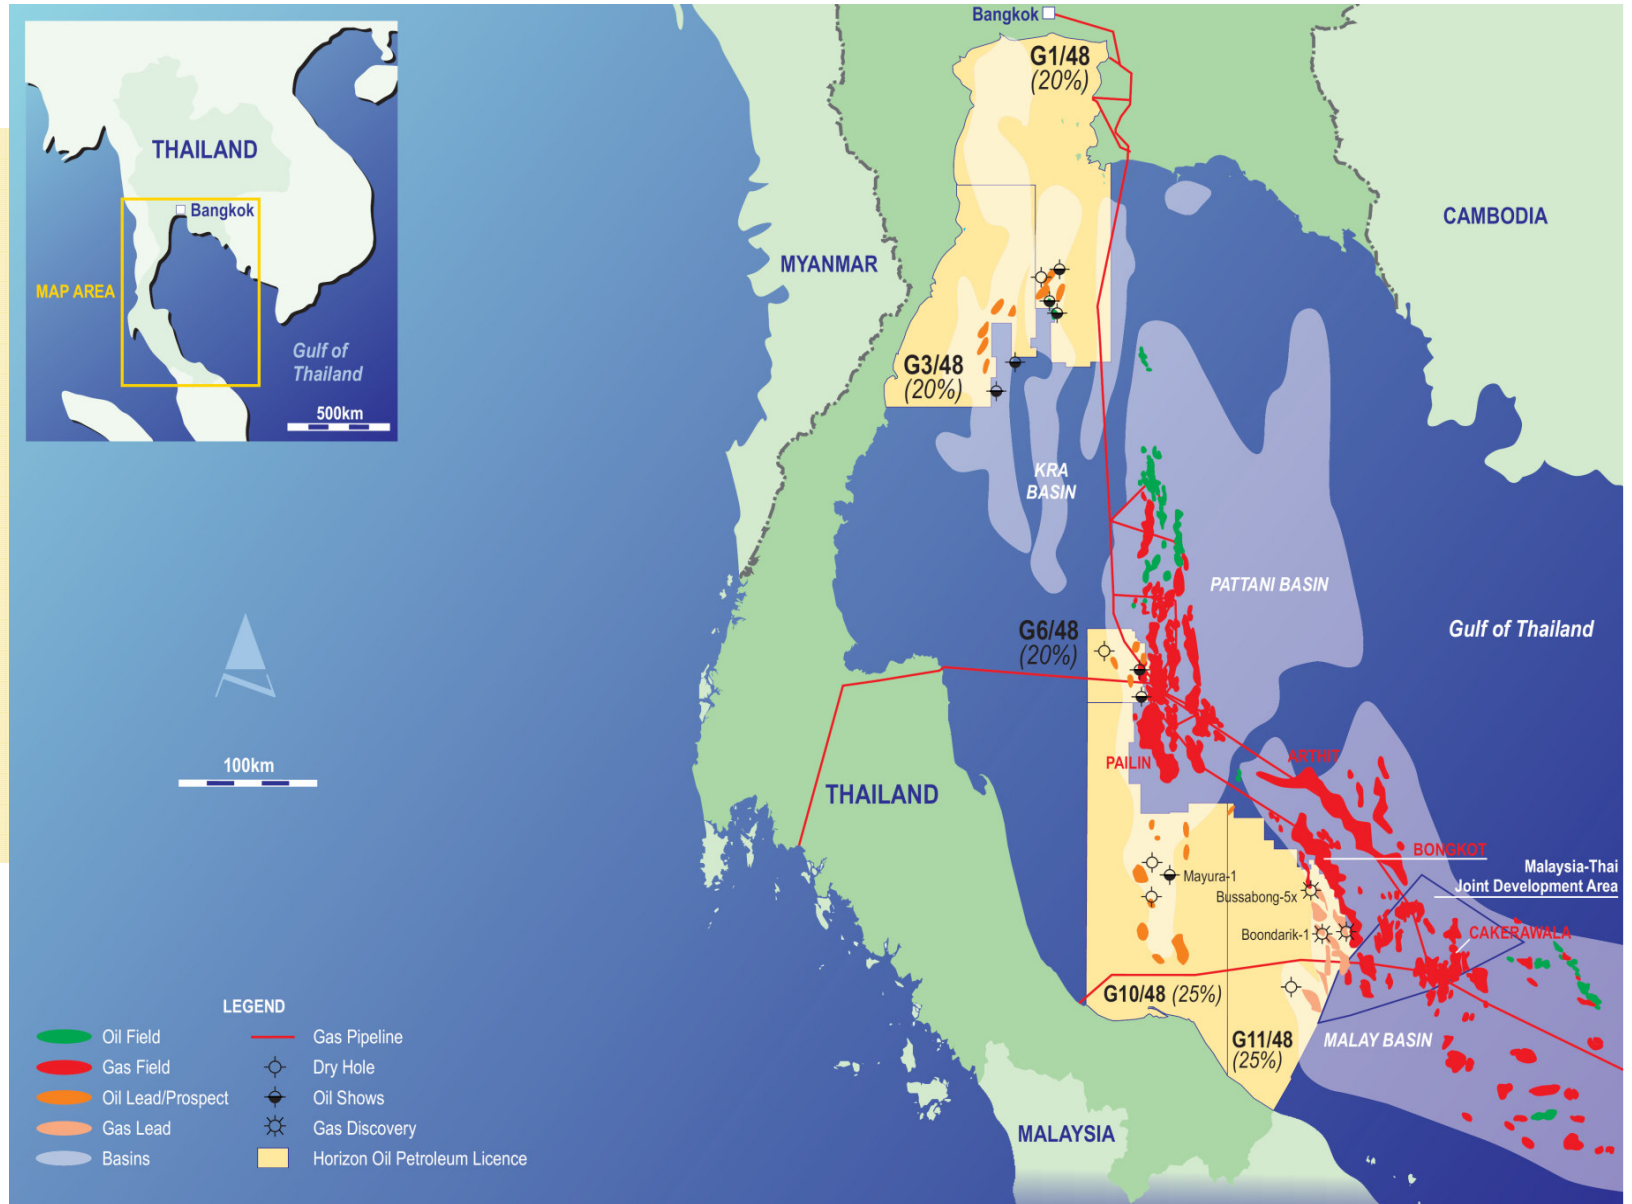 THAILAND
Bangkok
MAP AREA
Gulf of
Thailand
500km
Bangkok
G1/48
(20%)
MYANMAR
CAMBODIA
G3/48
(20%)
KRA
BASIN
PATTANI BASIN
G6/48
(20%)
Gulf of Thailand
100km
THAILAND
PAILIN
ARTHIT
BONGKOT
Malaysia-Thai
Joint Development Area
Mayura-1
Bussabong-5x
Boondarik-1
CAKERAWALA
G10/48 (25%)
G11/48
(25%)
MALAY BASIN
MALAYSIA
LEGEND
Oil Field
Gas Field
Oil Lead/Prospect
Gas Lead
Basins
Gas Pipeline
Dry Hole
Oil Shows
Gas Discovery
Horizon Oil Petroleum Licence